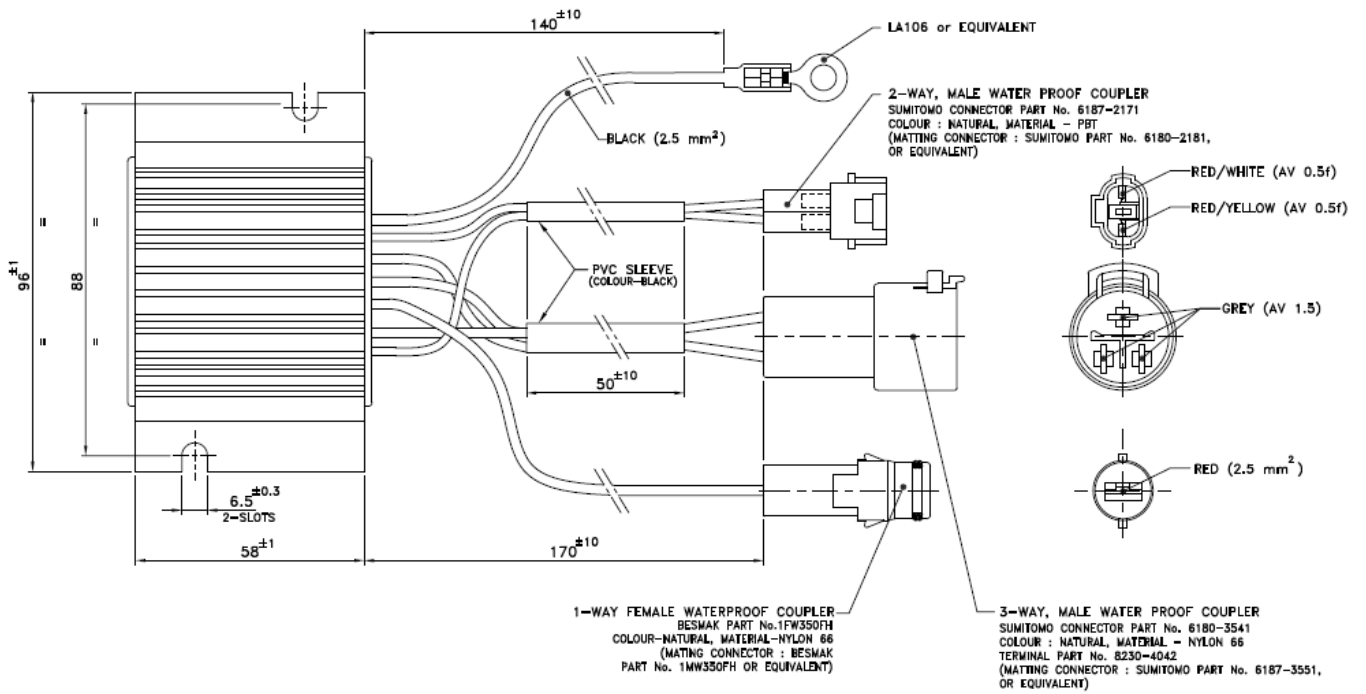 140±10
LA106 or EQUIVALENT
2-WAY, MALE WATER PROOF COUPLER
SUMITOMO CONNECTOR PART No. 6187-2171
COLOUR : NATURAL, MATERIAL - PBT
(MATTING CONNECTOR : SUMITOMO PART No. 6180-2181,
OR EQUIVALENT)
BLACK (2.5 mm²)
RED/WHITE (AV 0.5f)
RED/YELLOW (AV 0.5f)
96±1
88
=
=
=
=
PVC SLEEVE
(COLOUR-BLACK)
GREY (AV 1.5)
50±10
RED (2.5 mm²)
6.5±0.3
2-SLOTS
58±1
170±10
1-WAY FEMALE WATERPROOF COUPLER
BESMAK PART No.1FW350FH
COLOUR-NATURAL, MATERIAL-NYLON 66
(MATING CONNECTOR : BESMAK
PART No. 1MW350FH OR EQUIVALENT)
3-WAY, MALE WATER PROOF COUPLER
SUMITOMO CONNECTOR PART No. 6180-3541
COLOUR : NATURAL, MATERIAL - NYLON 66
TERMINAL PART No. 8230-4042
(MATTING CONNECTOR : SUMITOMO PART No. 6187-3551,
OR EQUIVALENT)